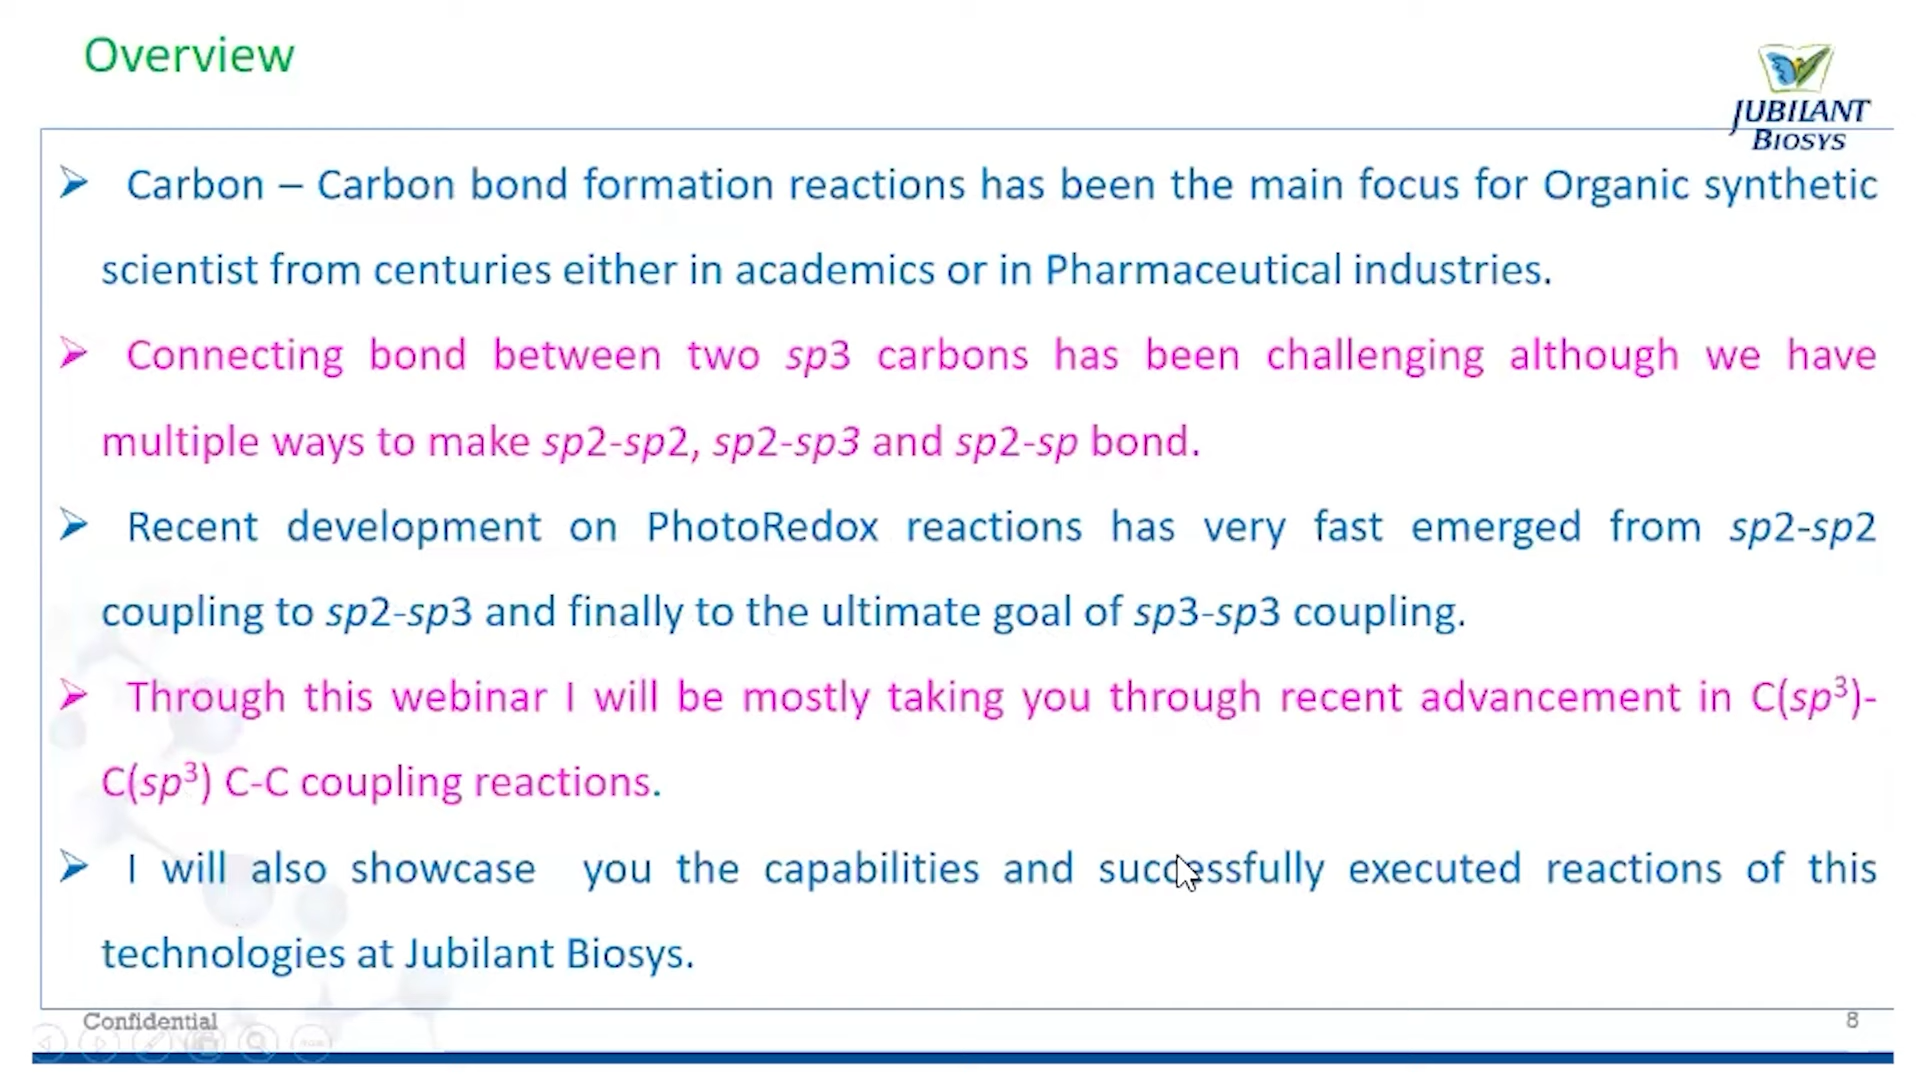 Overview
JUBILANT
BIOSYS
➢ Carbon – Carbon bond formation reactions has been the main focus for Organic synthetic
scientist from centuries either in academics or in Pharmaceutical industries.
➢ Connecting bond between two sp3 carbons has been challenging although we have
multiple ways to make sp2-sp2, sp2-sp3 and sp2-sp bond.
➢ Recent development on PhotoRedox reactions has very fast emerged from sp2-sp2
coupling to sp2-sp3 and finally to the ultimate goal of sp3-sp3 coupling.
➢ Through this webinar I will be mostly taking you through recent advancement in C(sp³)-
C(sp³) C-C coupling reactions.
➢ I will also showcase you the capabilities and successfully executed reactions of this
technologies at Jubilant Biosys.
Confidential
8